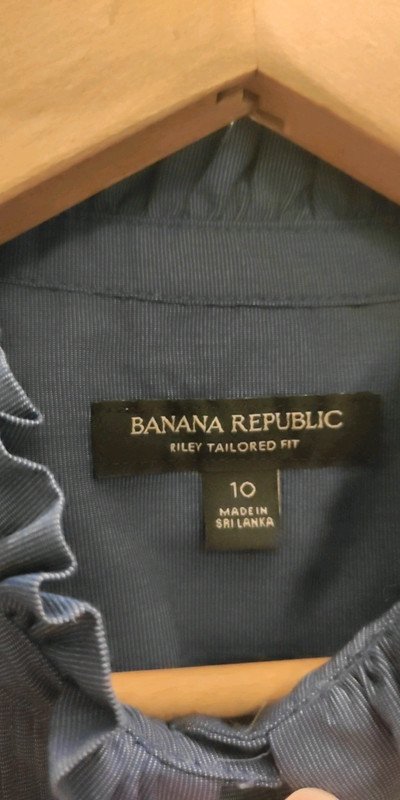 BANANA REPUBLIC
RILEY TAILORED FIT
10
MADE IN
SRI LANKA